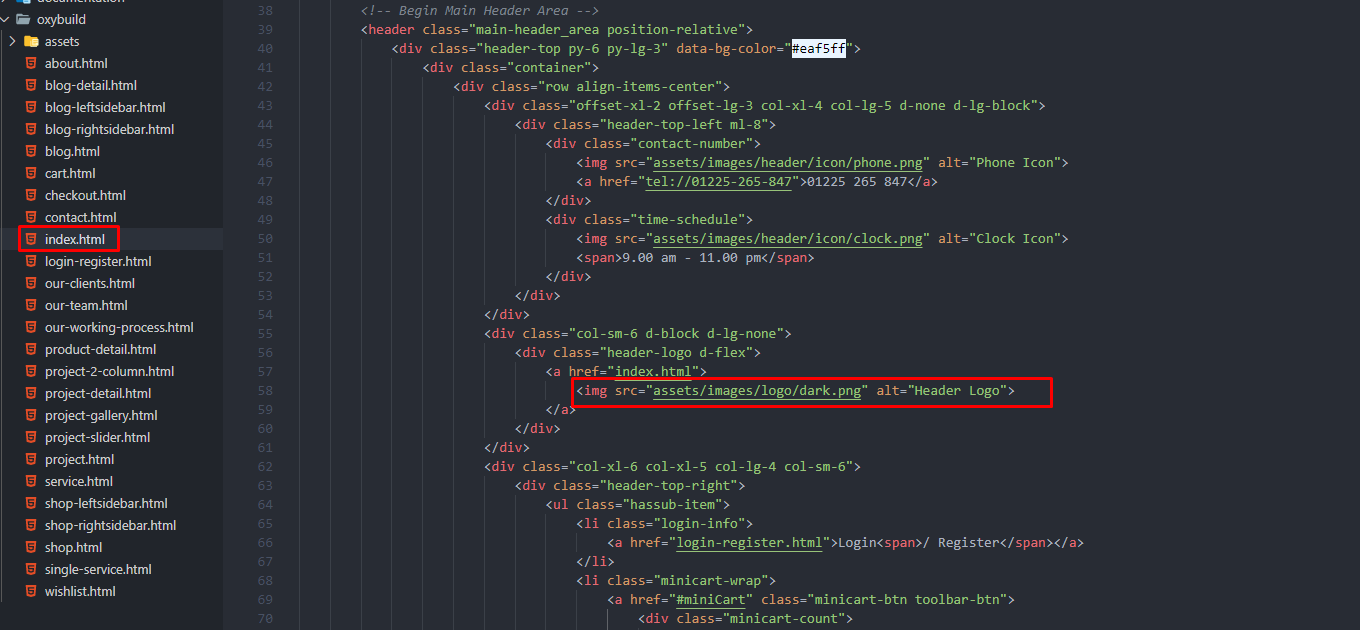 documentation
oxybuild
assets
about.html
blog-detail.html
blog-leftsidebar.html
blog-rightsidebar.html
blog.html
cart.html
checkout.html
contact.html
index.html
login-register.html
our-clients.html
our-team.html
our-working-process.html
product-detail.html
project-2-column.html
project-detail.html
project-gallery.html
project-slider.html
project.html
service.html
shop-leftsidebar.html
shop-rightsidebar.html
shop.html
single-service.html
wishlist.html
38 <!-- Begin Main Header Area -->
39 <header class="main-header_area position-relative">
40 <div class="header-top py-6 py-lg-3" data-bg-color="#eaf5ff">
41 <div class="container">
42 <div class="row align-items-center">
43 <div class="offset-xl-2 offset-lg-3 col-xl-4 col-lg-5 d-none d-lg-block">
44 <div class="header-top-left ml-8">
45 <div class="contact-number">
46 <img src="assets/images/header/icon/phone.png" alt="Phone Icon">
47 <a href="tel://01225-265-847">01225 265 847</a>
48 </div>
49 <div class="time-schedule">
50 <img src="assets/images/header/icon/clock.png" alt="Clock Icon">
51 <span>9.00 am - 11.00 pm</span>
52 </div>
53 </div>
54 </div>
55 <div class="col-sm-6 d-block d-lg-none">
56 <div class="header-logo d-flex">
57 <a href="index.html">
58 <img src="assets/images/logo/dark.png" alt="Header Logo">
59 </a>
60 </div>
61 </div>
62 <div class="col-xl-6 col-xl-5 col-lg-4 col-sm-6">
63 <div class="header-top-right">
64 <ul class="hassub-item">
65 <li class="login-info">
66 <a href="login-register.html">Login<span>/ Register</span></a>
67 </li>
68 <li class="minicart-wrap">
69 <a href="#miniCart" class="minicart-btn toolbar-btn">
70 <div class="minicart-count">